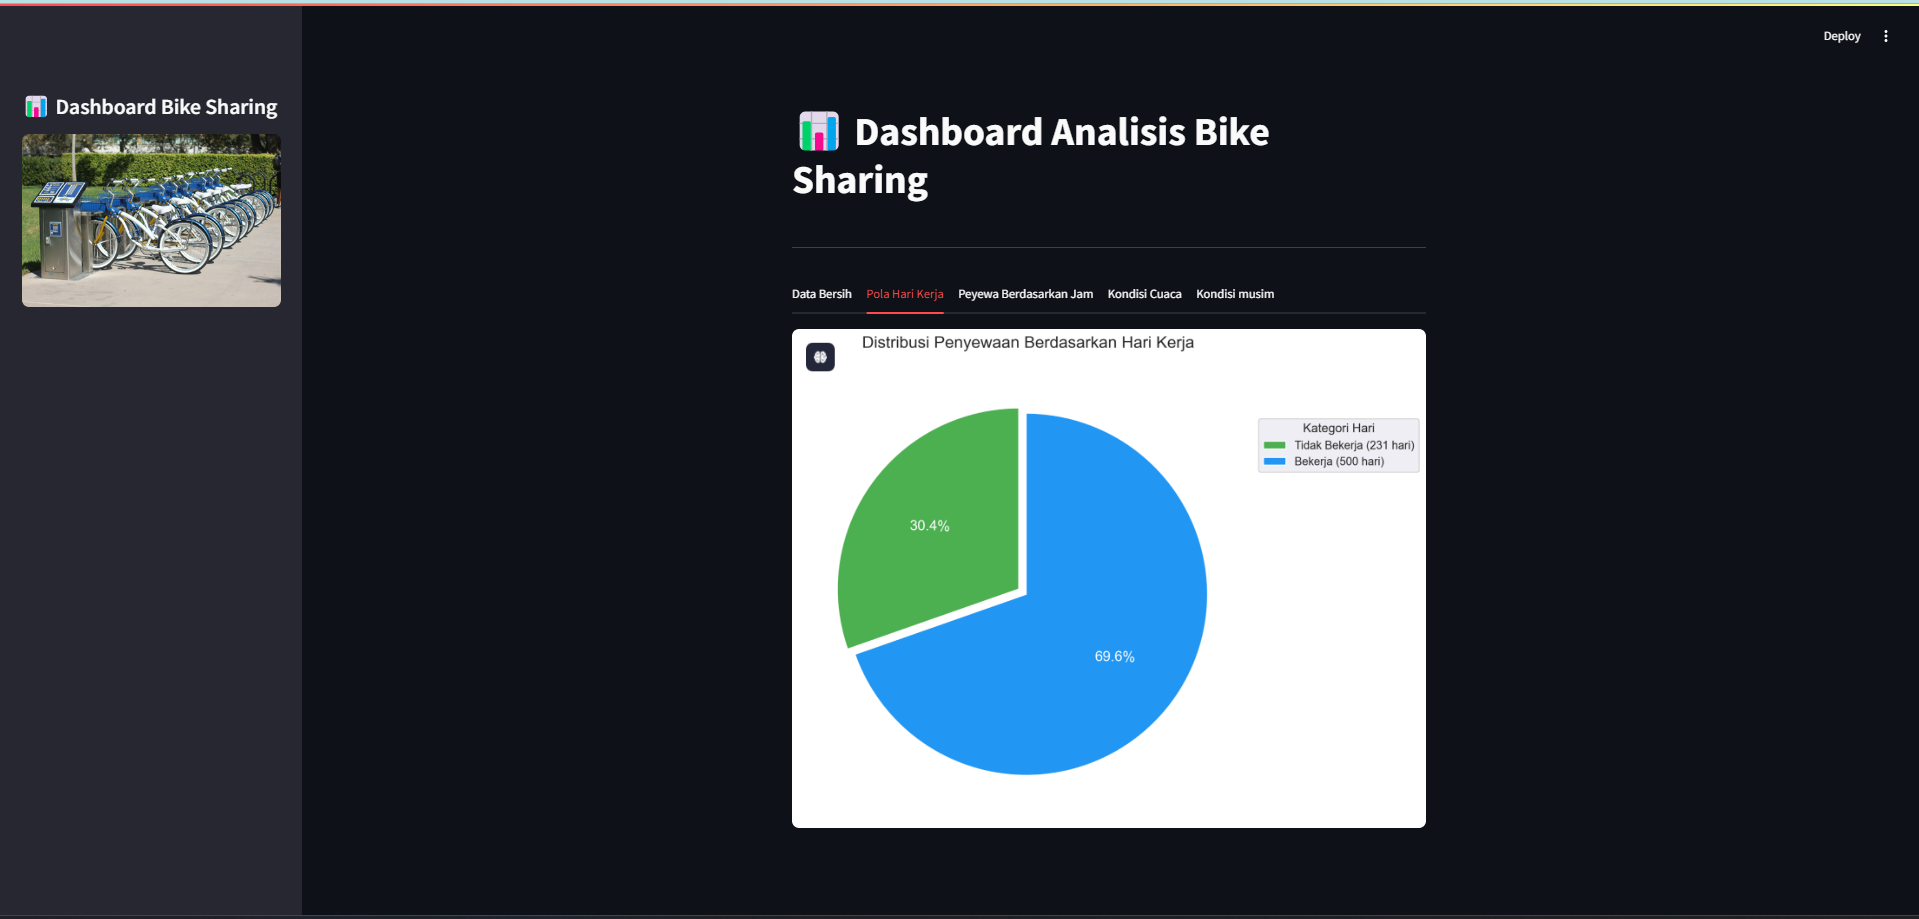 Deploy
Dashboard Bike Sharing
Dashboard Analisis Bike
Sharing
Data Bersih Pola Hari Kerja Peyewa Berdasarkan Jam Kondisi Cuaca Kondisi musim
Distribusi Penyewaan Berdasarkan Hari Kerja
Kategori Hari
Tidak Bekerja (231 hari)
Bekerja (500 hari)
30.4%
69.6%